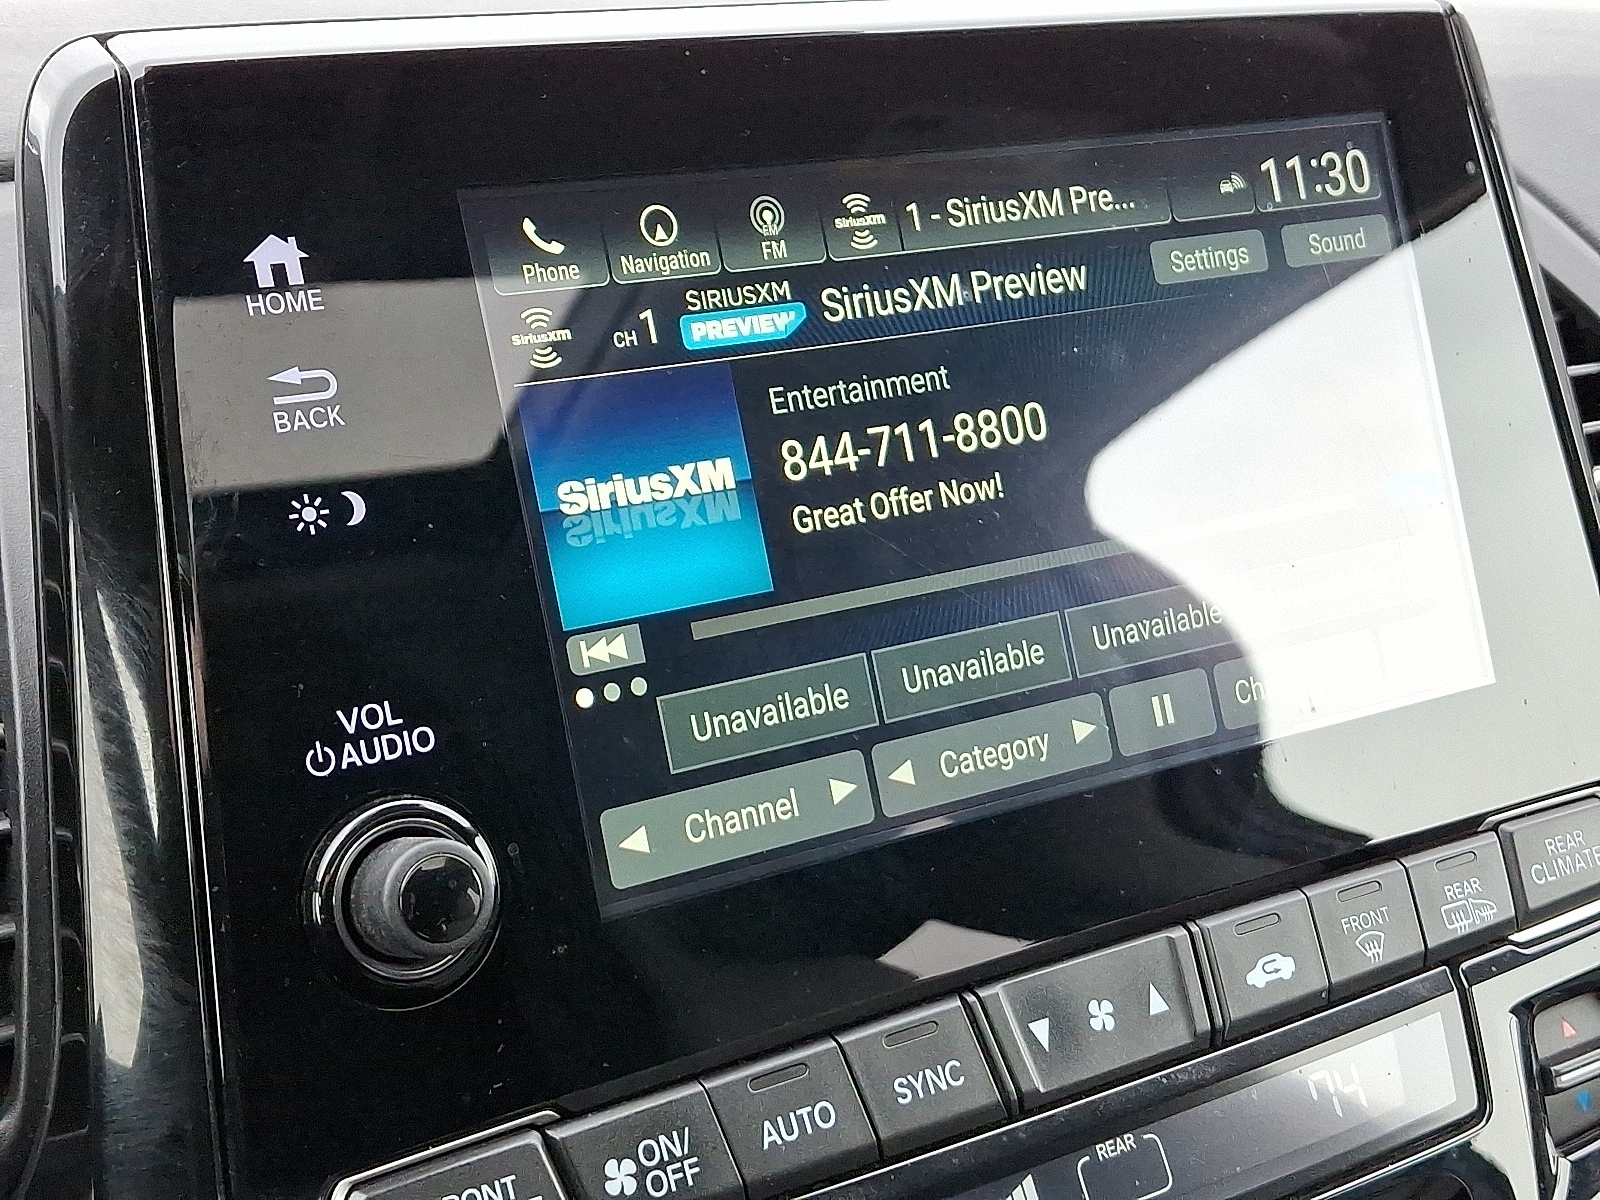 HOME
BACK
VOL
AUDIO
Phone
Navigation
FM
FM
SiriusXM
1 - SiriusXM Pre...
11:30
SiriusXM
CH 1
SIRIUSXM
PREVIEW
SiriusXM Preview
Settings
Sound
SiriusXM
Entertainment
844-711-8800
Great Offer Now!
Unavailable
Unavailable
Unavailable
Channel
Category
Ch
ON/
OFF
AUTO
SYNC
FRONT
REAR
REAR
CLIMATE
74
REAR